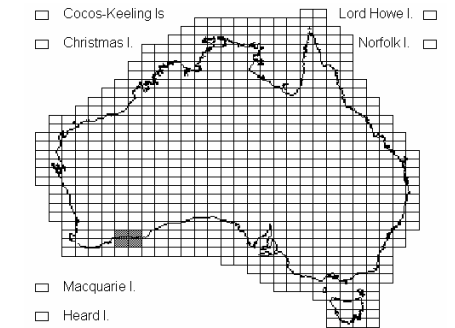 Cocos-Keeling Is
Lord Howe I.
Christmas I.
Norfolk I.
Macquarie I.
Heard I.